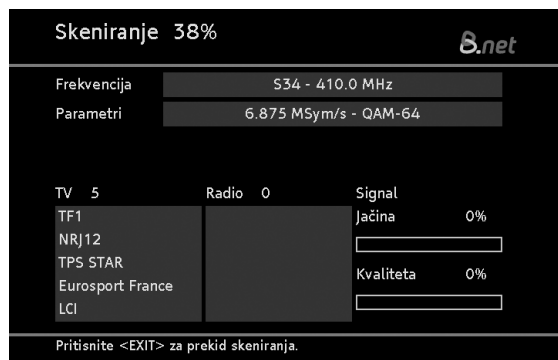 Skeniranje 38%
B.net
Frekvencija S34 - 410.0 MHz
Parametri 6.875 MSym/s - QAM-64
TV 5 Radio 0 Signal
TF1
NRJ12
TPS STAR
Eurosport France
LCI
Jačina 0%
Kvaliteta 0%
Pritisnite <EXIT> za prekid skeniranja.